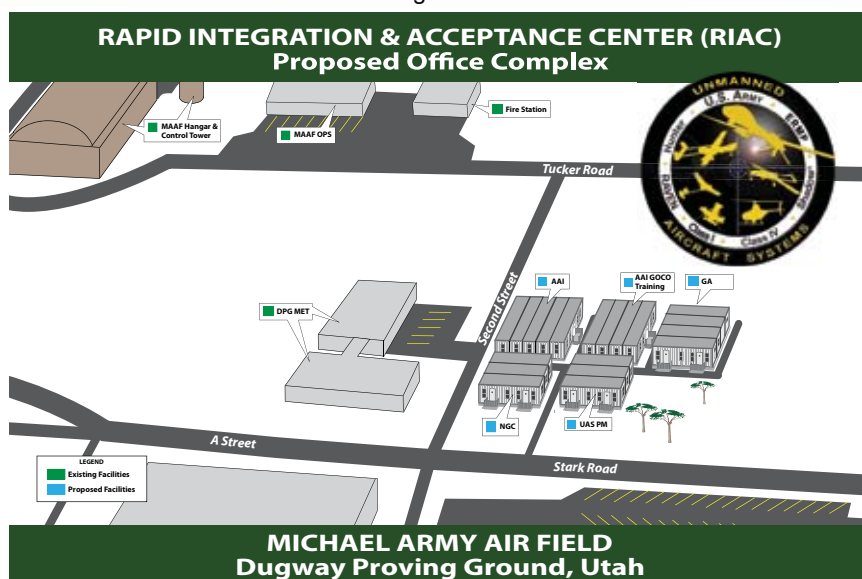 RAPID INTEGRATION & ACCEPTANCE CENTER (RIAC)
Proposed Office Complex
UNMANNED
U.S. ARMY
Hunter
ERMP
RAVEN
Shadow
Class I
Class IV
AIRCRAFT SYSTEMS
MAAF Hangar &
Control Tower
MAAF OPS
Fire Station
Tucker Road
Second Street
AAI
AAI GOCO
Training
GA
DPG MET
NGC
UAS PM
A Street
Stark Road
LEGEND
Existing Facilities
Proposed Facilities
MICHAEL ARMY AIR FIELD
Dugway Proving Ground, Utah